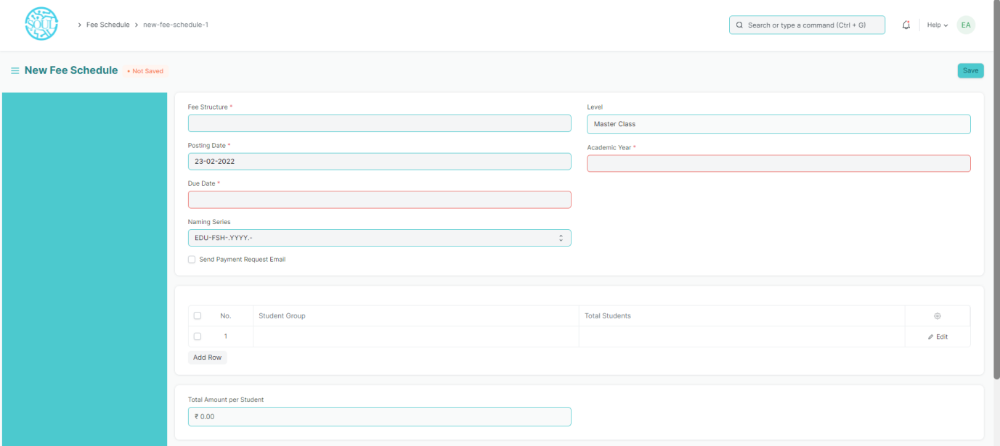 SOUL
> Fee Schedule > new-fee-schedule-1
Search or type a command (Ctrl + G)
Help
EA
New Fee Schedule
• Not Saved
Save
Fee Structure *
Level
Master Class
Posting Date *
23-02-2022
Academic Year *
Due Date *
Naming Series
EDU-FSH-.YYYY.-
Send Payment Request Email
No. Student Group Total Students
1 Edit
Add Row
Total Amount per Student
₹ 0.00